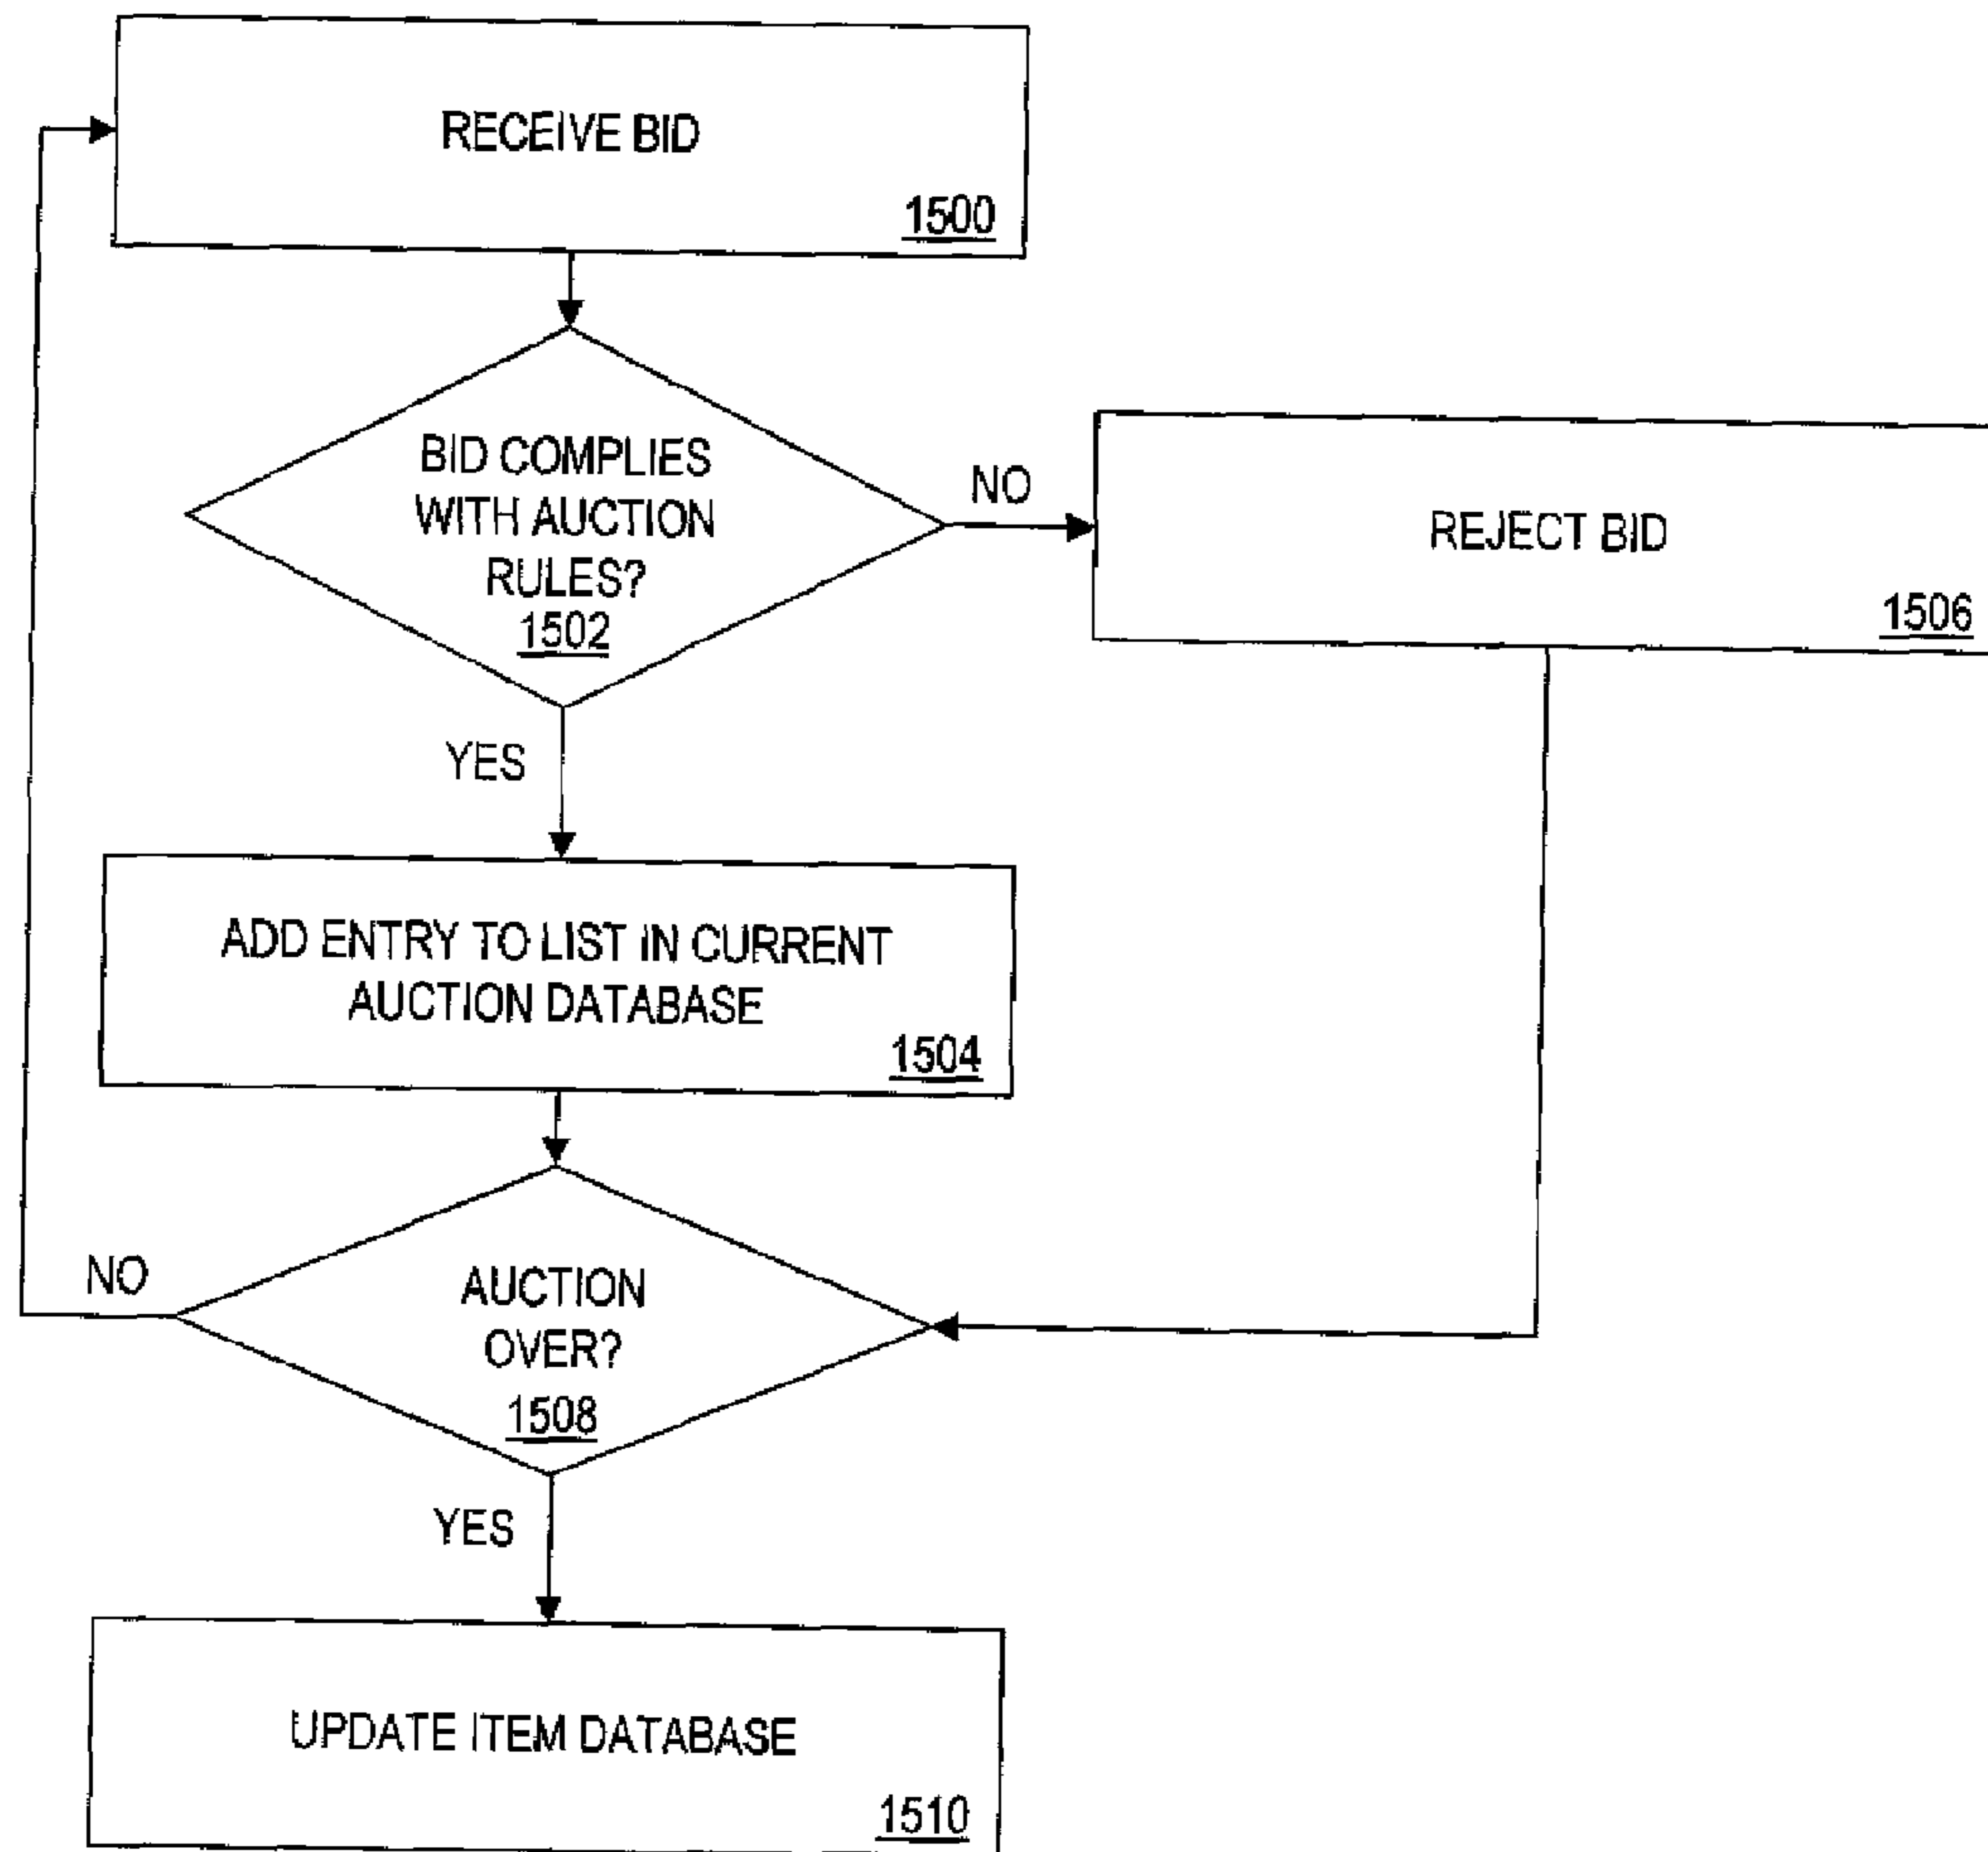 RECEIVE BID
1500
BID COMPLIES
WITH AUCTION
RULES?
1502
NO
REJECT BID
1506
YES
ADD ENTRY TO LIST IN CURRENT
AUCTION DATABASE
1504
NO
AUCTION
OVER?
1508
YES
UPDATE ITEM DATABASE
1510